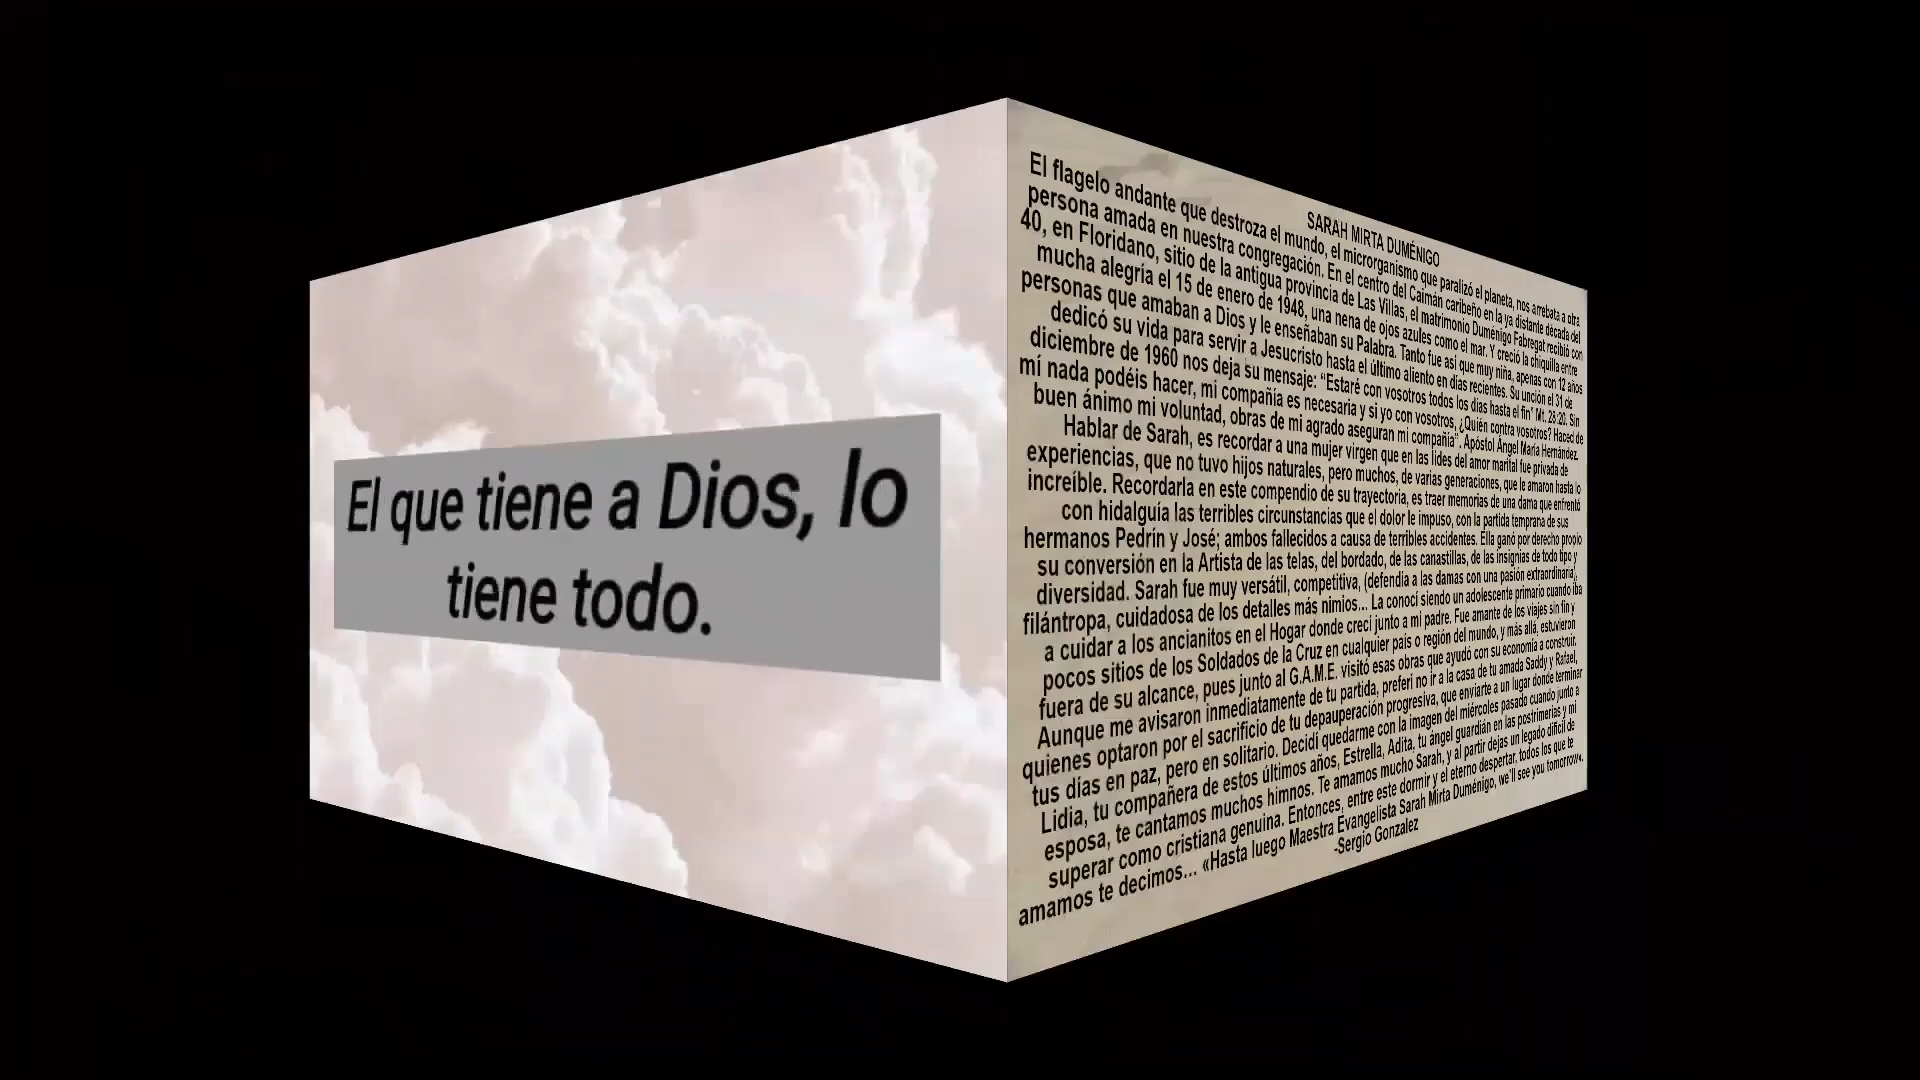 El que tiene a Dios, lo
tiene todo.
SARAH MIRTA DUMÉNIGO
El flagelo andante que destroza el mundo, el microrganismo que paralizó el planeta, nos arrebata a otra
persona amada en nuestra congregación. En el centro del Caimán caribeño en la ya distante década del
40, en Floridano, sitio de la antigua provincia de Las Villas, el matrimonio Duménigo Fabregat recibió con
mucha alegría el 15 de enero de 1948, una nena de ojos azules como el mar. Y creció la chiquilla entre
personas que amaban a Dios y le enseñaban su Palabra. Tanto fue así que muy niña, apenas con 12 años
dedicó su vida para servir a Jesucristo hasta el último aliento en días recientes. Su unción el 31 de
diciembre de 1960 nos deja su mensaje: “Estaré con vosotros todos los días hasta el fin” Mt. 28:20. Sin
mí nada podéis hacer, mi compañía es necesaria y si yo con vosotros, ¿Quién contra vosotros? Haced de
buen ánimo mi voluntad, obras de mi agrado aseguran mi compañía”. Apóstol Ángel María Hernández.
Hablar de Sarah, es recordar a una mujer virgen que en las lides del amor marital fue privada de
experiencias, que no tuvo hijos naturales, pero muchos, de varias generaciones, que le amaron hasta lo
increíble. Recordarla en este compendio de su trayectoria, es traer memorias de una dama que enfrentó
con hidalguía las terribles circunstancias que el dolor le impuso, con la partida temprana de sus
hermanos Pedrín y José; ambos fallecidos a causa de terribles accidentes. Ella ganó por derecho propio
su conversión en la Artista de las telas, del bordado, de las canastillas, de las insignias de todo tipo y
diversidad. Sarah fue muy versátil, competitiva, (defendía a las damas con una pasión extraordinaria),
filántropa, cuidadosa de los detalles más nimios... La conocí siendo un adolescente primario cuando iba
a cuidar a los ancianitos en el Hogar donde crecí junto a mi padre. Fue amante de los viajes sin fin y
pocos sitios de los Soldados de la Cruz en cualquier país o región del mundo, y más allá, estuvieron
fuera de su alcance, pues junto al G.A.M.E. visitó esas obras que ayudo con su economía a construir.
Aunque me avisaron inmediatamente de tu partida, preferi no ir a la casa de tu amada Saddy y Rafael,
quienes optaron por el sacrificio de tu depauperación progresiva, que enviarte a un lugar donde terminar
tus días en paz, pero en solitario. Decidí quedarme con la imagen del miércoles pasado cuando junto a
Lidia, tu compañera de estos últimos años, Estrella, Adita, tu ángel guardián en las postrimerías y mi
esposa, te cantamos muchos himnos. Te amamos mucho Sarah, y al partir dejas un legado difícil de
superar como cristiana genuina. Entonces, entre este dormir y el eterno despertar, todos los que te
amamos te decimos... «Hasta luego Maestra Evangelista Sarah Mirta Duménigo, we'll see you tomorrow».
-Sergio Gonzalez